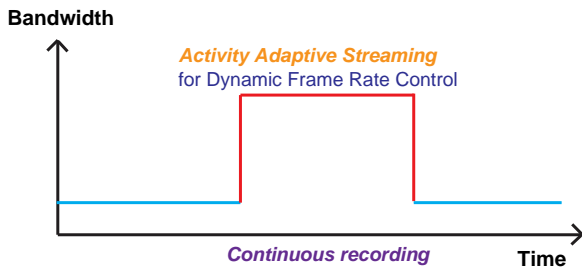 Bandwidth
Activity Adaptive Streaming
for Dynamic Frame Rate Control
Continuous recording
Time